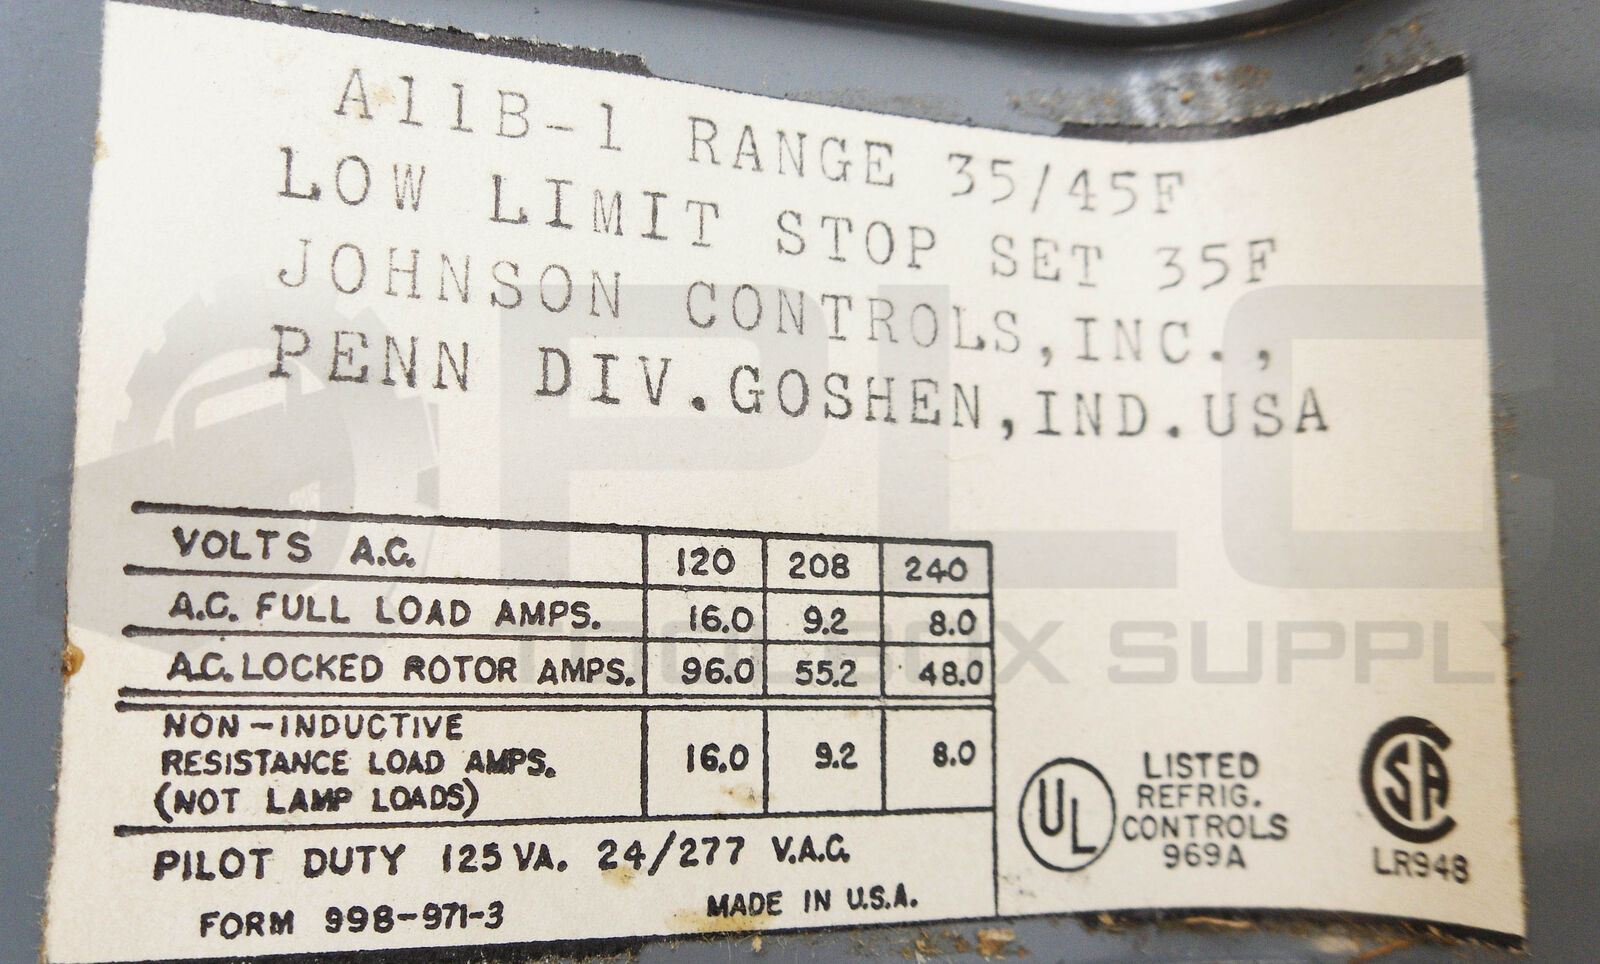 A11B-1 RANGE 35/45F
LOW LIMIT STOP SET 35F
JOHNSON CONTROLS,INC.,
PENN DIV.GOSHEN,IND.USA
VOLTS A.C. 120 208 240
A.C. FULL LOAD AMPS. 16.0 9.2 8.0
A.C. LOCKED ROTOR AMPS. 96.0 55.2 48.0
NON-INDUCTIVE
RESISTANCE LOAD AMPS. 16.0 9.2 8.0
(NOT LAMP LOADS)
PILOT DUTY 125 VA. 24/277 V.A.C.
FORM 998-971-3 MADE IN U.S.A.
UL
LISTED
REFRIG.
CONTROLS
969A
SA
LR948
PLC
SUPPLY